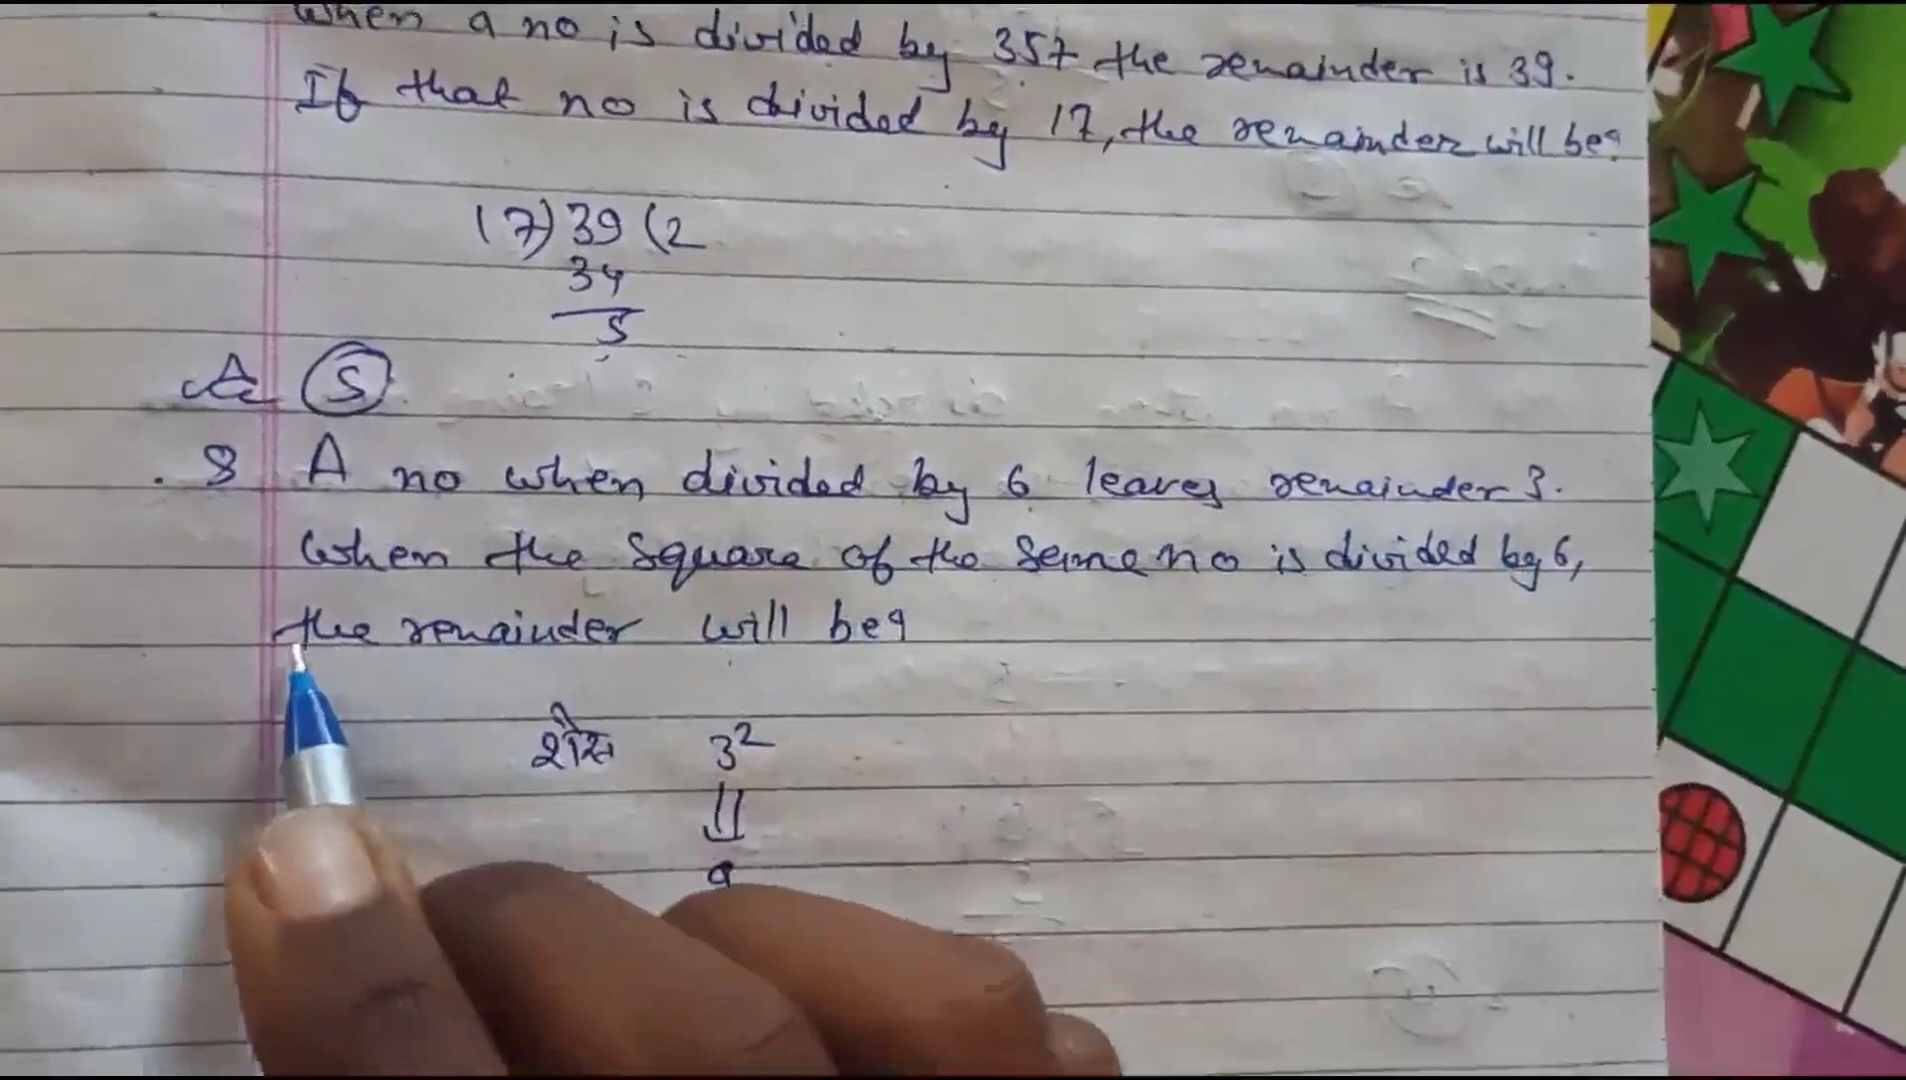 When a no is divided by 357 the remainder is 39.
If that no is divided by 17, the remainder will be?
17) 39 (2
34
5
A 5
8 A no when divided by 6 leaves remainder 3.
When the square of the same no is divided by 6,
the remainder will be?
शेष 3²
9